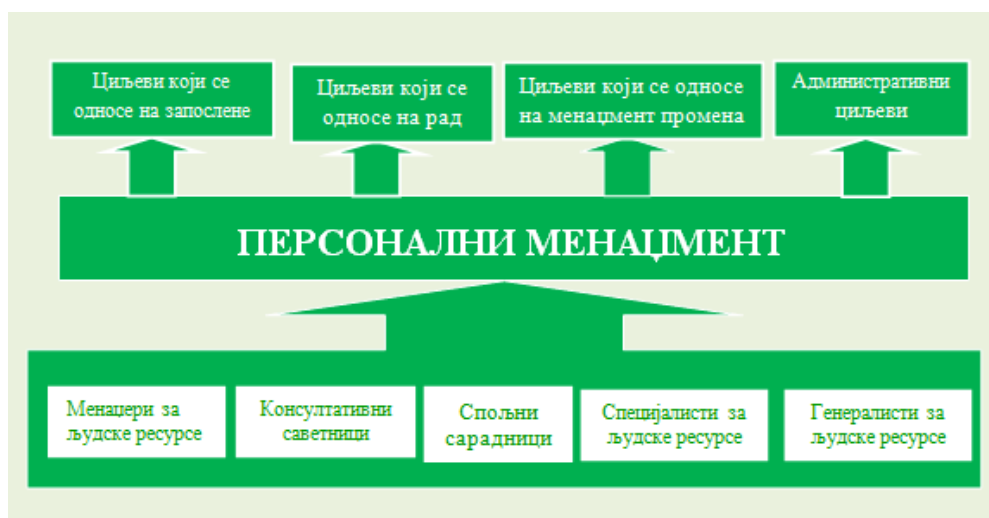 Циљеви који се
односе на запослене
Циљеви који се
односе на рад
Циљеви који се односе
на менаџмент промена
Административни
циљеви
ПЕРСОНАЛНИ МЕНАЏМЕНТ
Менаџери за
људске ресурсе
Консултативни
саветници
Спољни
сарадници
Специјалисти за
људске ресурсе
Генералисти за
људске ресурсе